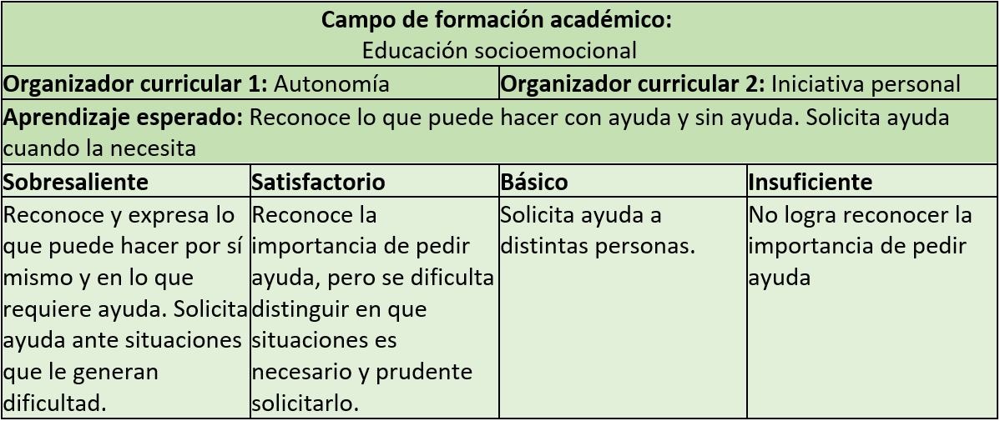 Campo de formación académico:
Educación socioemocional
Organizador curricular 1: Autonomía
Organizador curricular 2: Iniciativa personal
Aprendizaje esperado: Reconoce lo que puede hacer con ayuda y sin ayuda. Solicita ayuda
cuando la necesita
Sobresaliente
Satisfactorio
Básico
Insuficiente
Reconoce y expresa lo
que puede hacer por sí
mismo y en lo que
requiere ayuda. Solicita
ayuda ante situaciones
que le generan
dificultad.
Reconoce la
importancia de pedir
ayuda, pero se dificulta
distinguir en que
situaciones es
necesario y prudente
solicitarlo.
Solicita ayuda a
distintas personas.
No logra reconocer la
importancia de pedir
ayuda